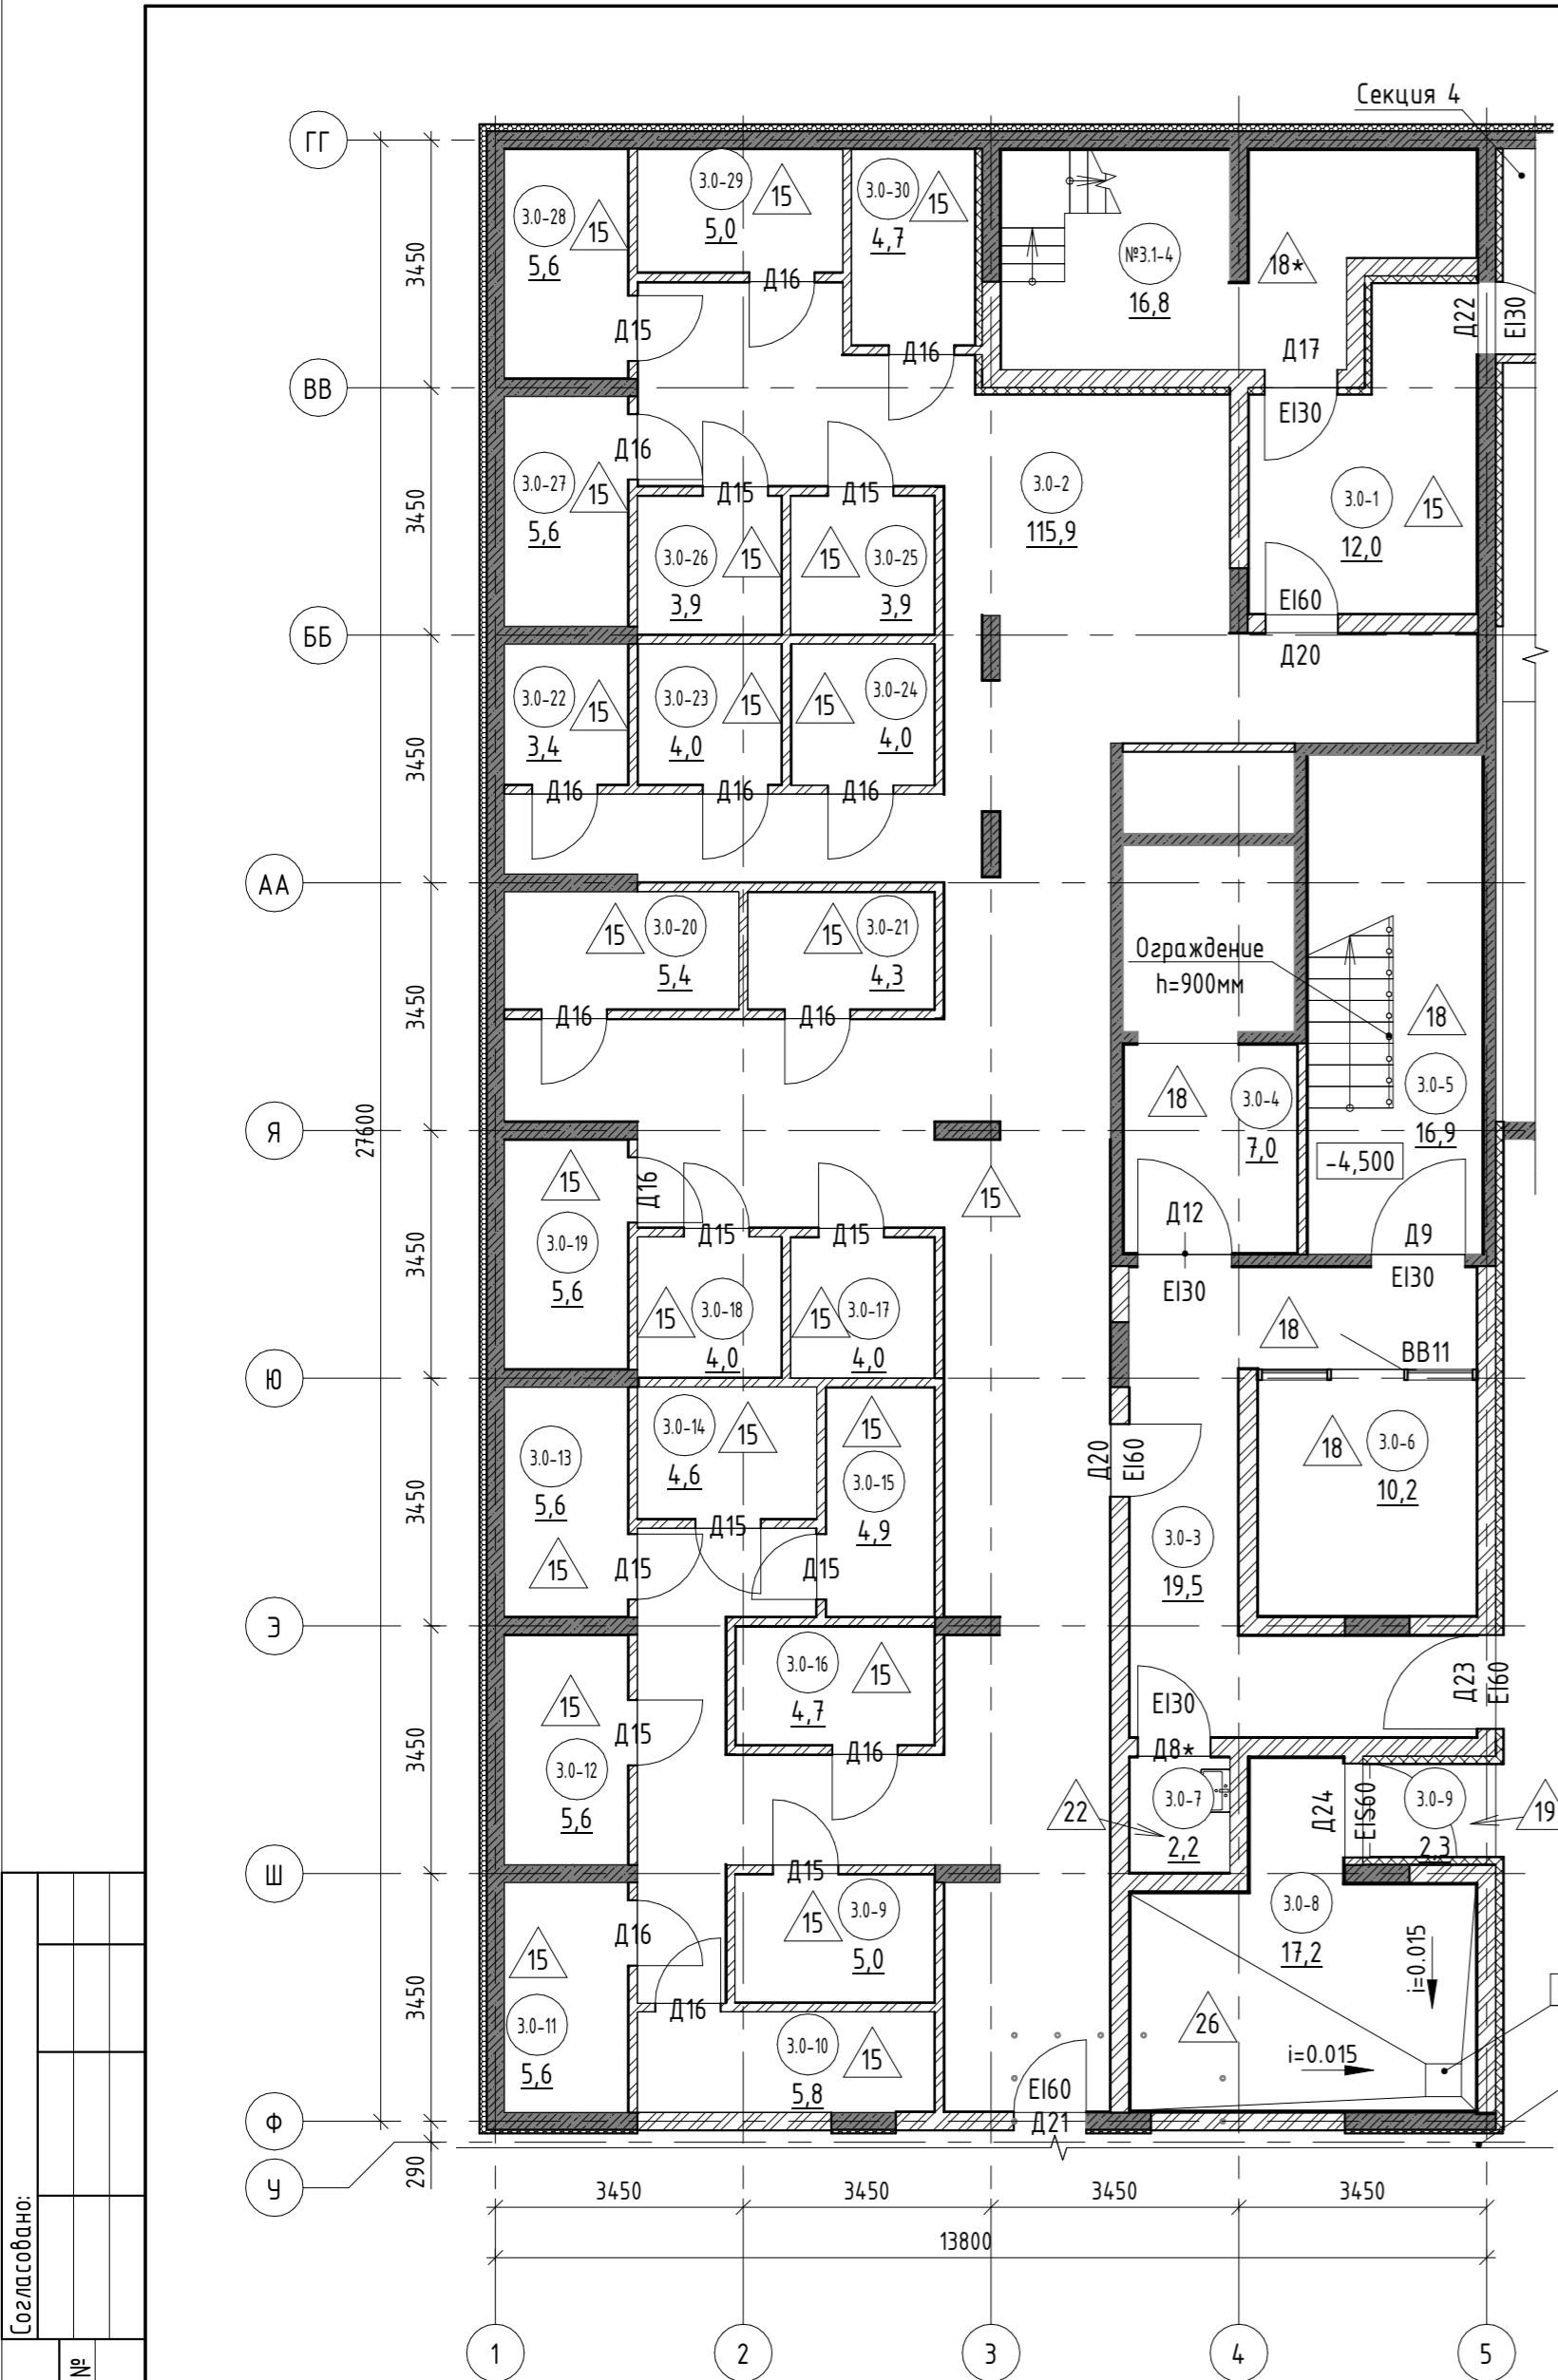 Секция 4
ГГ
3.0-28
15
5,6
3.0-29
15
5,0
3.0-30
15
4,7
№3.1-4
16,8
18*
Д16
Д15
Д16
Д17
EI30
Д22
EI30
3450
ВВ
Д16
3.0-27
15
5,6
Д15
Д15
3.0-26
15
3,9
15
3.0-25
3,9
3.0-2
115,9
3.0-1
15
12,0
EI60
Д20
3450
ББ
3.0-22
15
3,4
3.0-23
15
4,0
15
3.0-24
4,0
Д16
Д16
Д16
3450
АА
15
3.0-20
5,4
15
3.0-21
4,3
Д16
Д16
Ограждение
h=900мм
18
3.0-5
16,9
-4,500
18
3.0-4
7,0
3450
27600
Я
15
3.0-19
5,6
Д16
15
Д15
Д15
15
3.0-18
4,0
15
3.0-17
4,0
Д12
EI30
Д9
EI30
18
ВВ11
3450
Ю
3.0-13
5,6
15
3.0-14
15
4,6
15
3.0-15
4,9
Д15
Д15
Д15
Д20
EI60
18
3.0-6
10,2
3.0-3
19,5
3450
Э
15
Д15
3.0-12
5,6
3.0-16
15
4,7
Д16
EI30
Д8*
Д23
EI60
22
3.0-7
2,2
Д24
EIS60
3.0-9
2,3
19
3450
Ш
Д15
Д16
15
3.0-11
5,6
15
3.0-9
5,0
Д16
3.0-10
15
5,8
3.0-8
17,2
i=0.015
26
i=0.015
EI60
Д21
3450
Ф
У
290
3450
3450
3450
3450
13800
1
2
3
4
5
Согласовано:
№